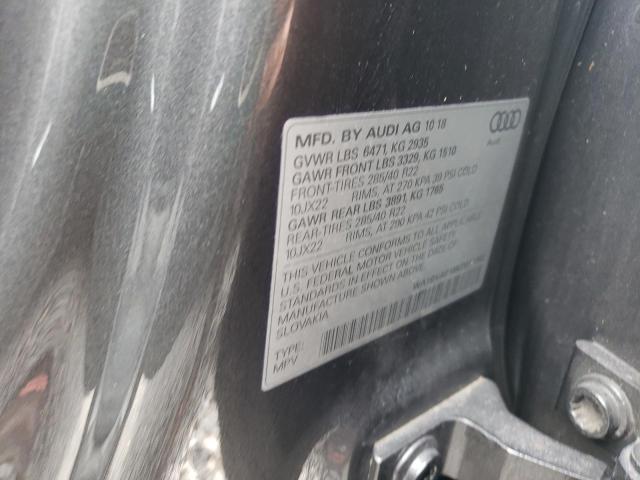 MFD. BY AUDI AG 10 18
GVWR LBS 6471, KG 2935
GAWR FRONT LBS 3329, KG 1510
FRONT-TIRES 285/40 R22
10JX22 RIMS, AT 270 KPA 39 PSI COLD
GAWR REAR LBS 3891, KG 1765
REAR-TIRES 285/40 R22
10JX22 RIMS, AT 290 KPA 42 PSI COLD
THIS VEHICLE CONFORMS TO ALL APPLICABLE
U.S. FEDERAL MOTOR VEHICLE SAFETY
STANDARDS IN EFFECT ON THE DATE OF
MANUFACTURE SHOWN ABOVE.
SLOVAKIA
TYPE:
MPV
Audi